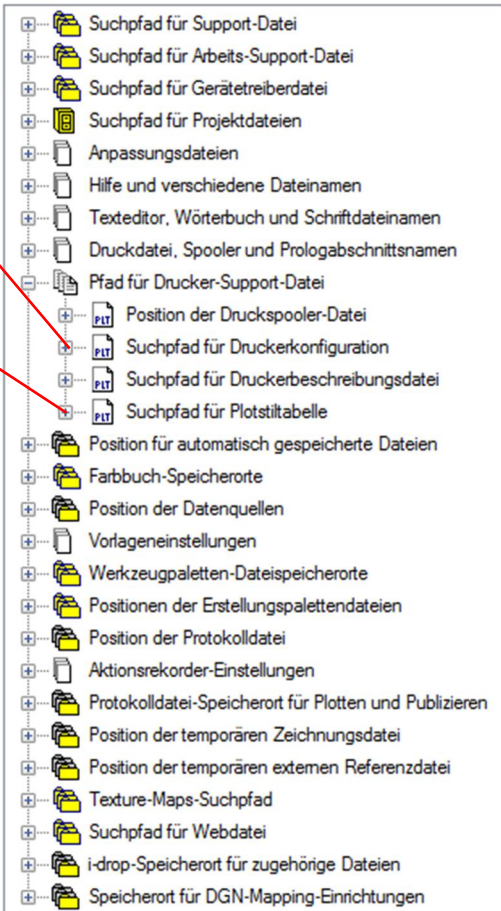 Suchpfad für Support-Datei
Suchpfad für Arbeits-Support-Datei
Suchpfad für Gerätetreiberdatei
Suchpfad für Projektdateien
Anpassungsdateien
Hilfe und verschiedene Dateinamen
Texteditor, Wörterbuch und Schriftdateinamen
Druckdatei, Spooler und Prologabschnittsnamen
Pfad für Drucker-Support-Datei
PLT Position der Druckspooler-Datei
PLT Suchpfad für Druckerkonfiguration
PLT Suchpfad für Druckerbeschreibungsdatei
PLT Suchpfad für Plotstiltabelle
Position für automatisch gespeicherte Dateien
Farbbuch-Speicherorte
Position der Datenquellen
Vorlageneinstellungen
Werkzeugpaletten-Dateispeicherorte
Positionen der Erstellungspalettendateien
Position der Protokolldatei
Aktionsrekorder-Einstellungen
Protokolldatei-Speicherort für Plotten und Publizieren
Position der temporären Zeichnungsdatei
Position der temporären externen Referenzdatei
Texture-Maps-Suchpfad
Suchpfad für Webdatei
i-drop-Speicherort für zugehörige Dateien
Speicherort für DGN-Mapping-Einrichtungen